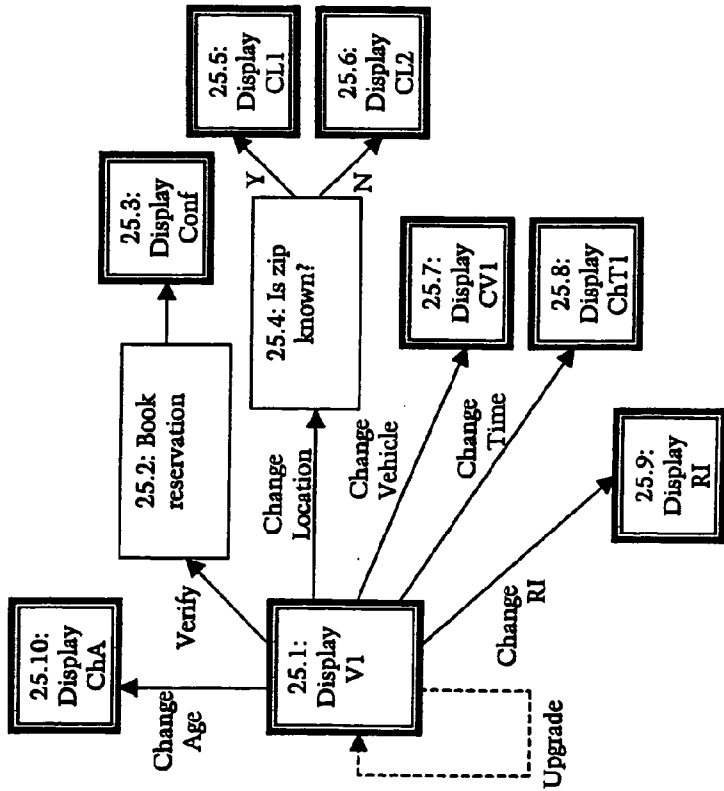 25.10:
Display
ChA
Change
Age
Verify
25.2: Book
reservation
25.3:
Display
Conf
25.1:
Display
V1
Change
Location
25.4: Is zip
known?
Y
N
25.5:
Display
CL1
25.6:
Display
CL2
Change
Vehicle
25.7:
Display
CV1
Change
Time
25.8:
Display
ChT1
Change
RI
25.9:
Display
RI
Upgrade